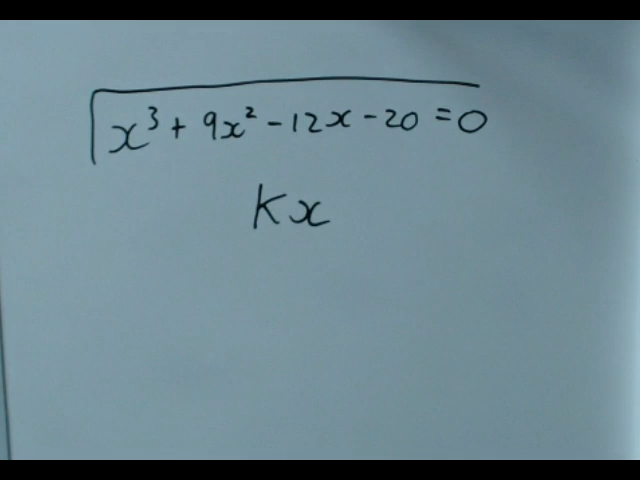 x³ + 9x² - 12x - 20 = 0
Kx